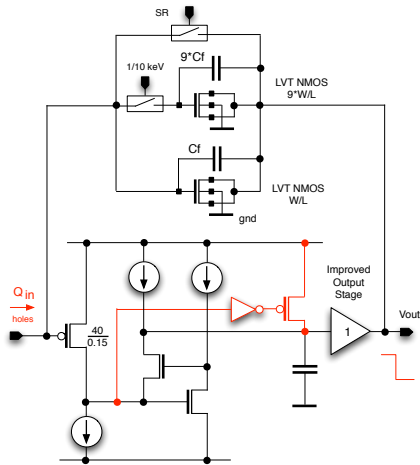 SR
1/10 keV
9*Cf
LVT NMOS
9*W/L
Cf
LVT NMOS
W/L
gnd
Q in
holes
40
0.15
Improved
Output
Stage
1
Vout